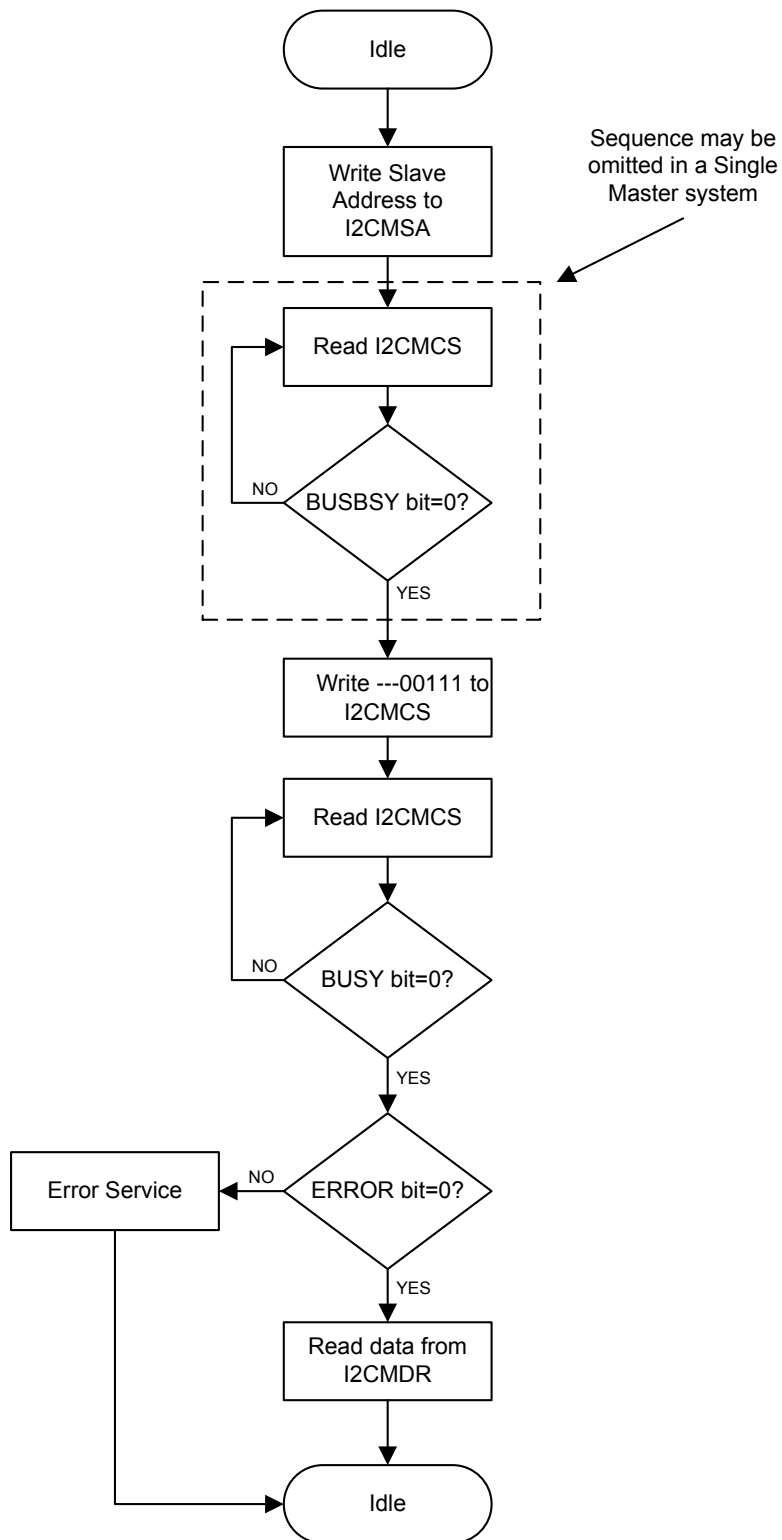 Idle
Sequence may be
omitted in a Single
Master system
Write Slave
Address to
I2CMSA
Read I2CMCS
NO
BUSBSY bit=0?
YES
Write ---00111 to
I2CMCS
Read I2CMCS
NO
BUSY bit=0?
YES
Error Service
NO
ERROR bit=0?
YES
Read data from
I2CMDR
Idle